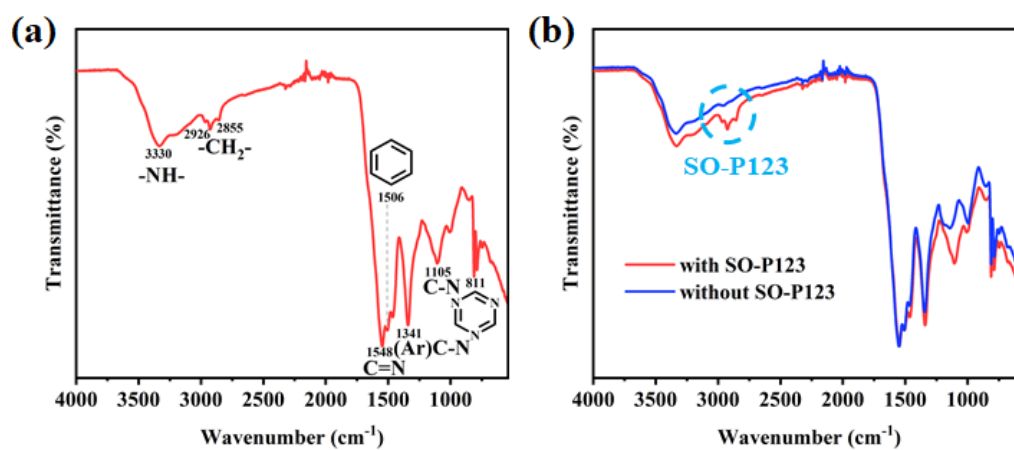 (a)
Transmittance (%)
3330
-NH-
2926
2855
-CH2-
1506
1548
C=N
1341
(Ar)C-N
1105
C-N
811
N
N
N
4000 3500 3000 2500 2000 1500 1000
Wavenumber (cm-1)
(b)
Transmittance (%)
SO-P123
with SO-P123
without SO-P123
4000 3500 3000 2500 2000 1500 1000
Wavenumber (cm-1)